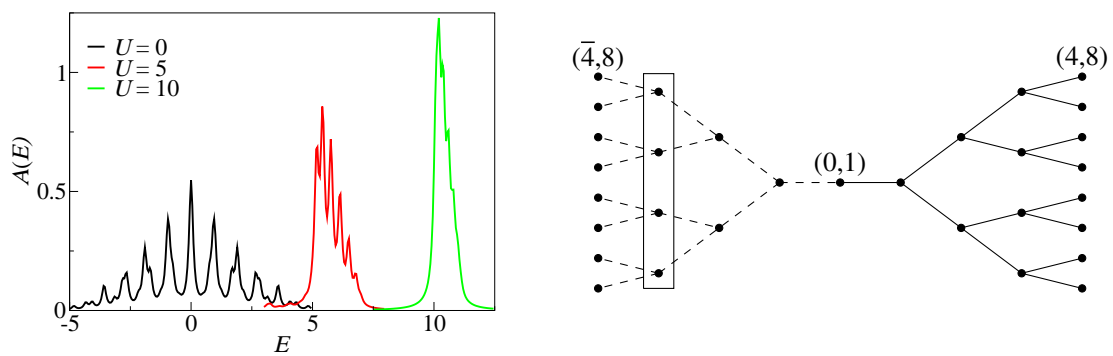 U = 0
U = 5
U = 10
A(E)
1
0.5
0
-5
0
5
10
E
(4̅,8)
(0,1)
(4,8)